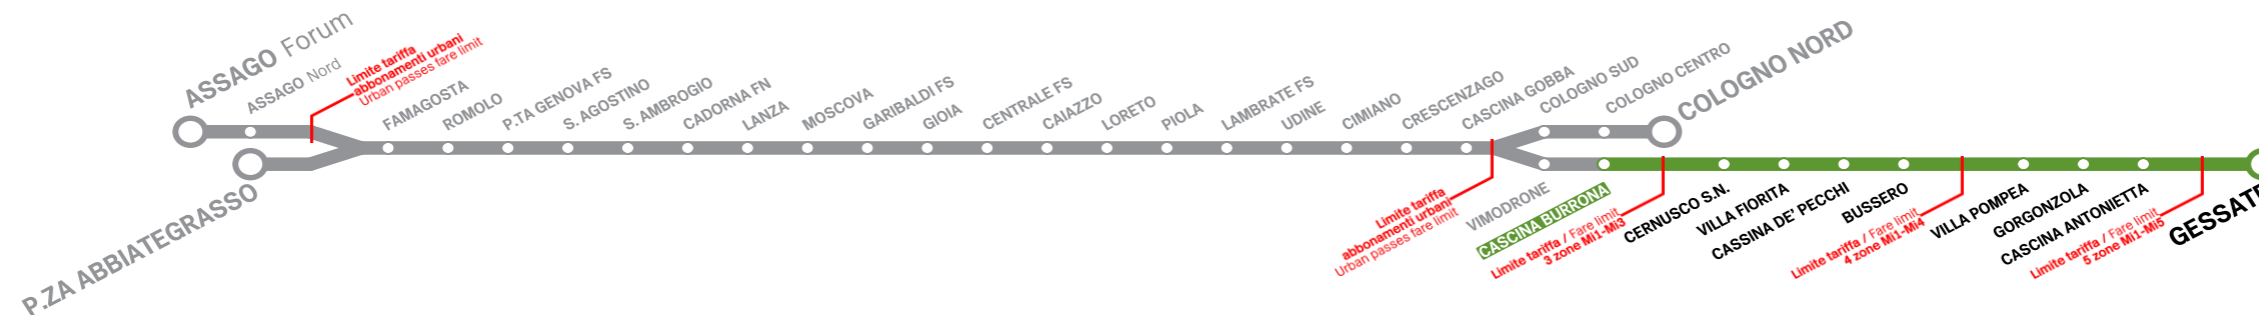 ASSAGO Forum
ASSAGO Nord
Limite tariffa
abbonamenti urbani
Urban passes fare limit
P.ZA ABBIATEGRASSO
FAMAGOSTA
ROMOLO
P.TA GENOVA FS
S. AGOSTINO
S. AMBROGIO
CADORNA FN
LANZA
MOSCOVA
GARIBALDI FS
GIOIA
CENTRALE FS
CAIAZZO
LORETO
PIOLA
LAMBRATE FS
UDINE
CIMIANO
CRESCENZAGO
CASCINA GOBBA
Limite tariffa
abbonamenti urbani
Urban passes fare limit
COLOGNO SUD
COLOGNO CENTRO
COLOGNO NORD
VIMODRONE
CASCINA BURRONA
Limite tariffa / Fare limit
3 zone Mi1-Mi3
CERNUSCO S.N.
VILLA FIORITA
CASSINA DE' PECCHI
BUSSERO
Limite tariffa / Fare limit
4 zone Mi1-Mi4
VILLA POMPEA
GORGONZOLA
CASCINA ANTONIETTA
Limite tariffa / Fare limit
5 zone Mi1-Mi5
GESSATE